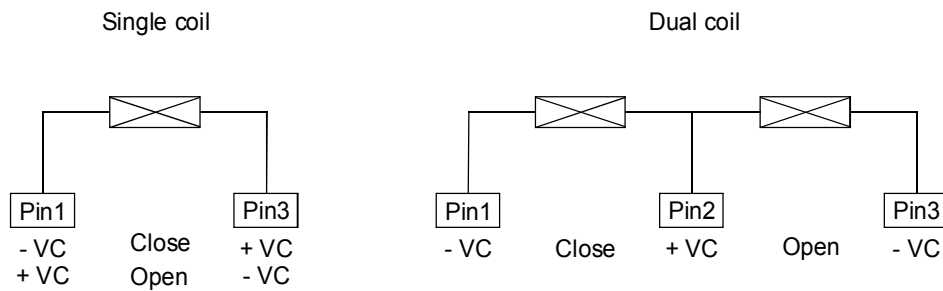 Single coil
Dual coil
Pin1
Pin3
Pin1
Pin2
Pin3
- VC
Close
+ VC
+ VC
Open
- VC
- VC
Close
+ VC
Open
- VC